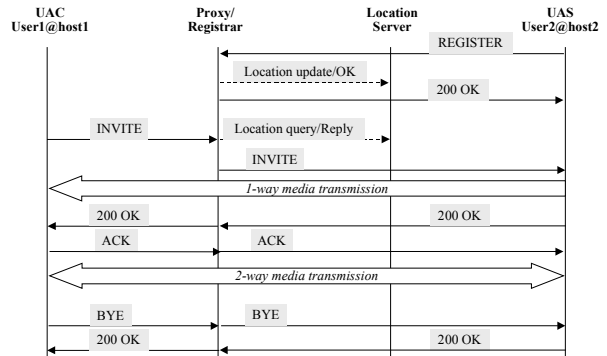 UAC
User1@host1
Proxy/
Registrar
Location
Server
UAS
User2@host2
REGISTER
Location update/OK
200 OK
INVITE
Location query/Reply
INVITE
1-way media transmission
200 OK
200 OK
ACK
ACK
2-way media transmission
BYE
BYE
200 OK
200 OK